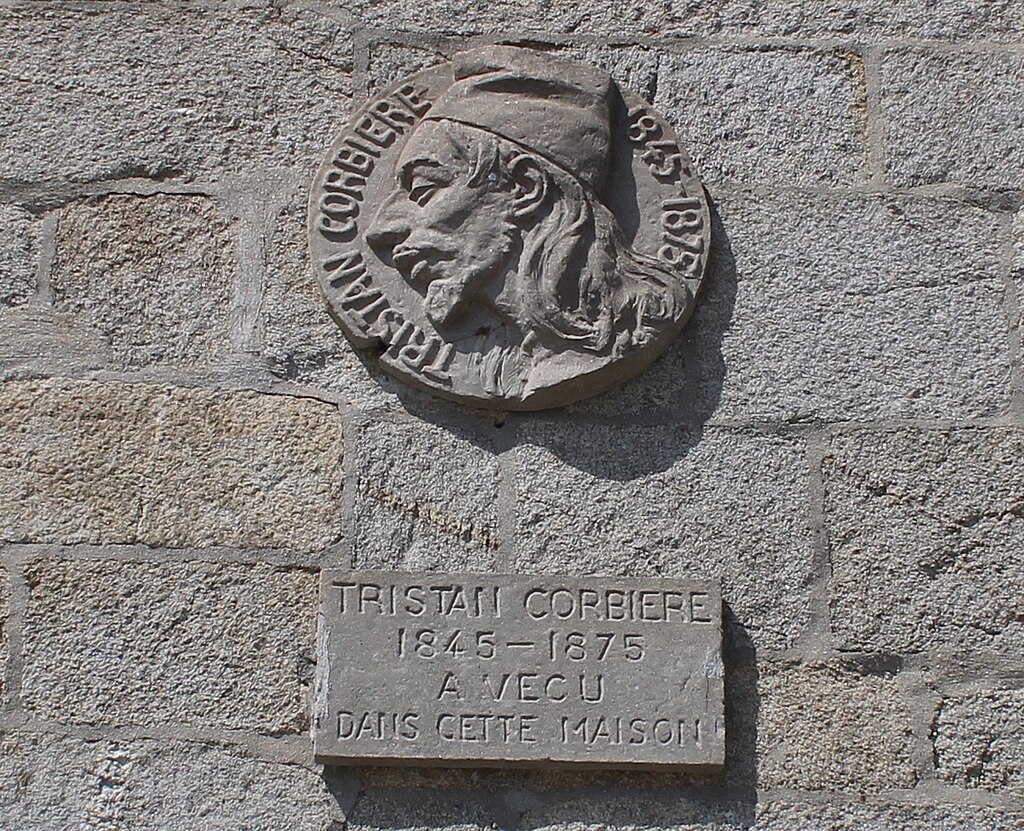 TRISTAN CORBIERE 1845-1875
TRISTAN CORBIERE
1845-1875
A VECU
DANS CETTE MAISON